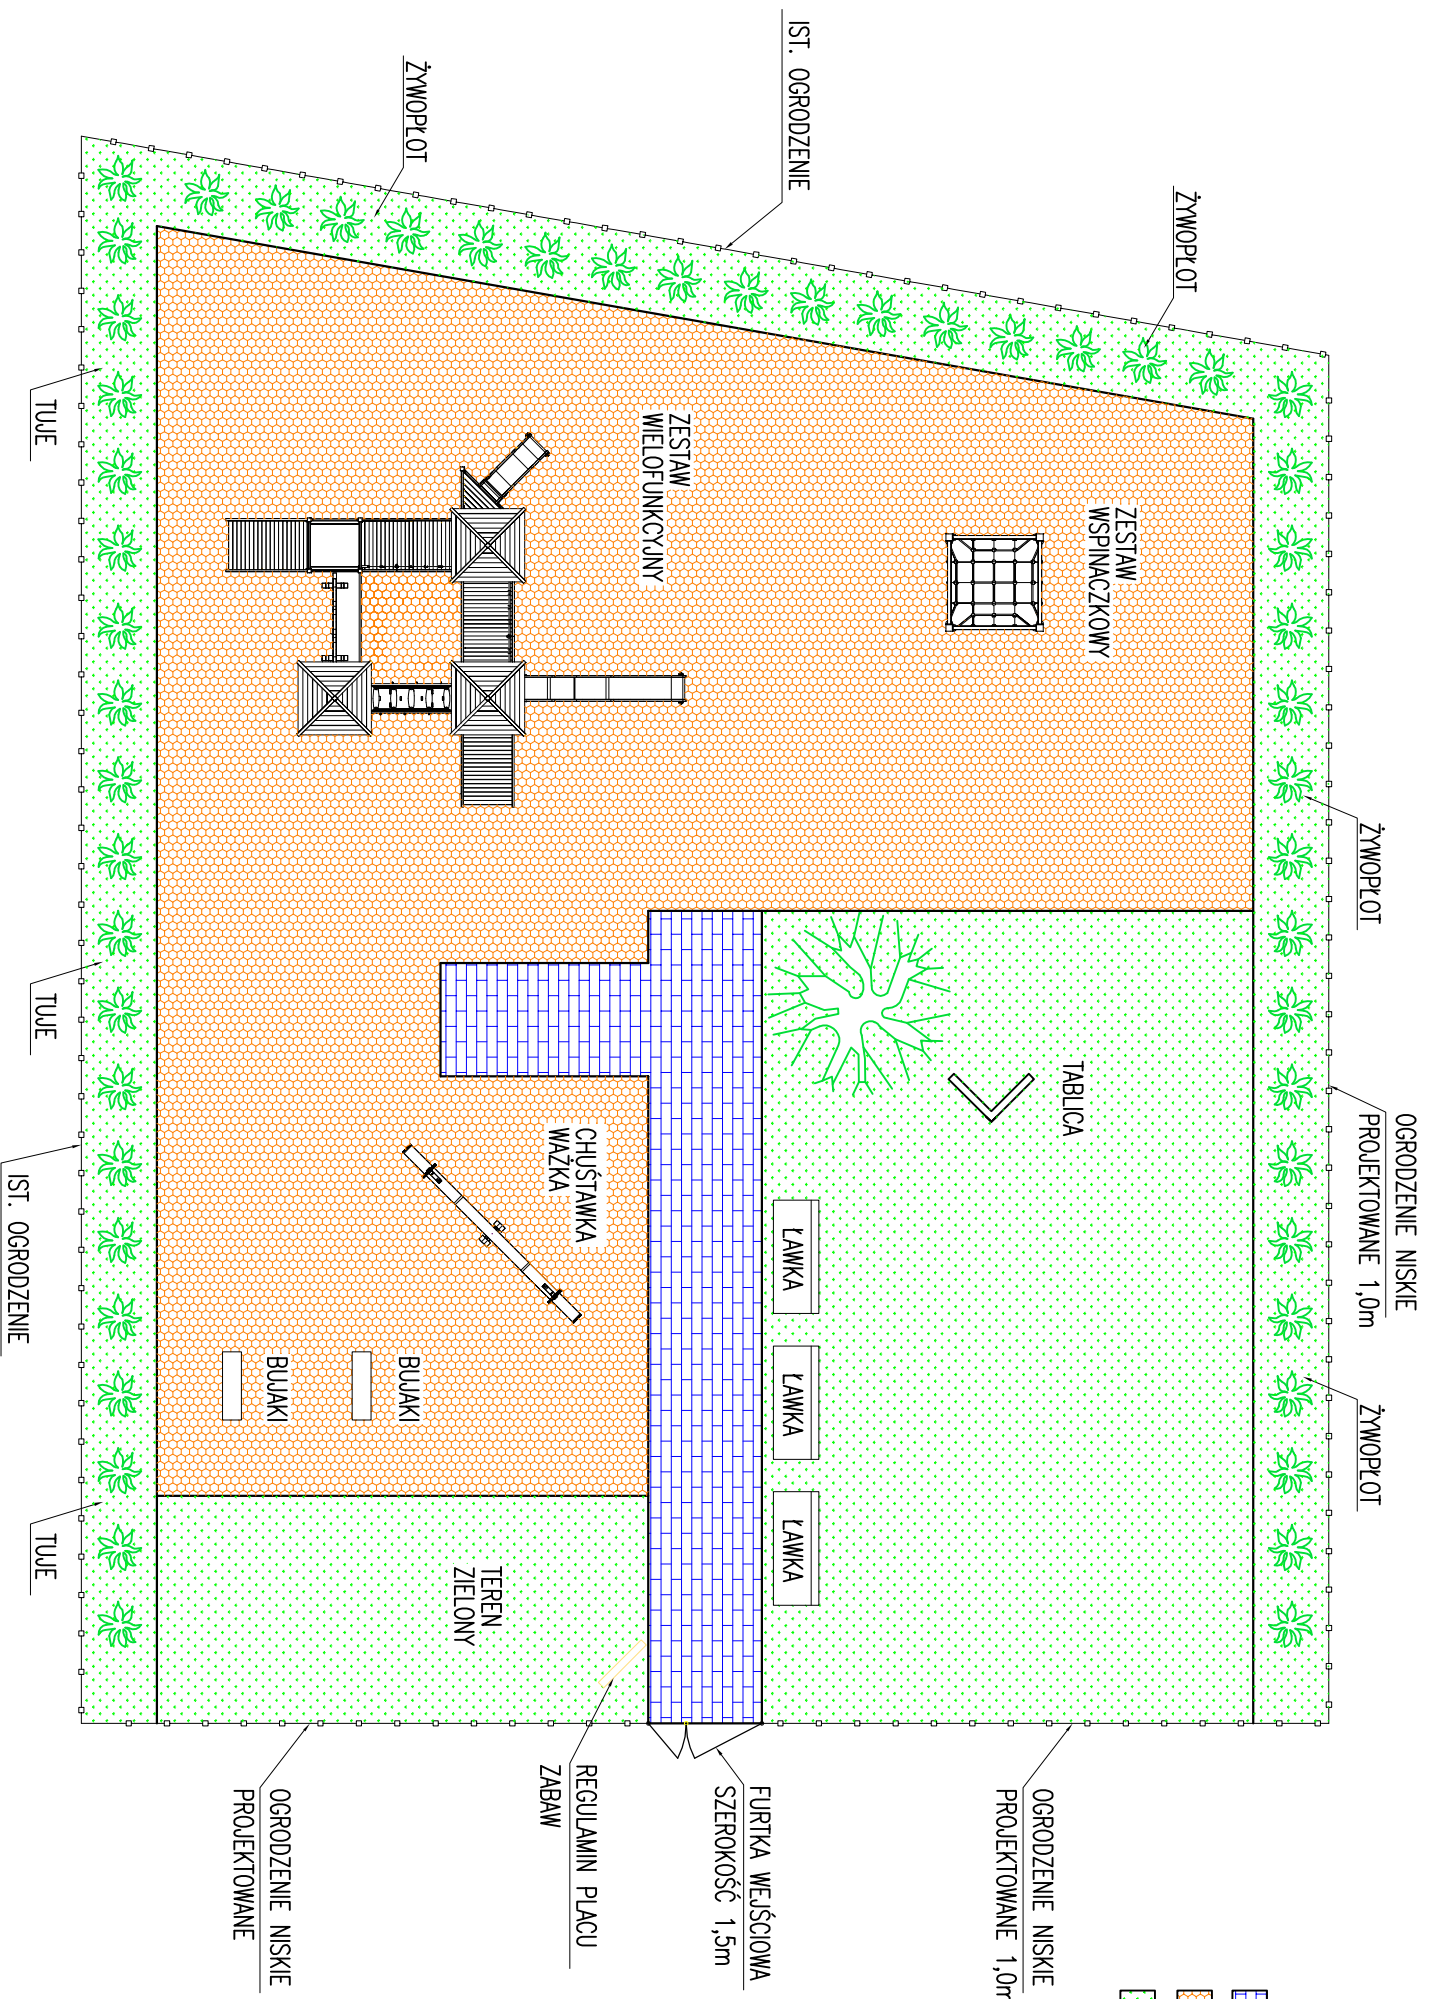 OGRODZENIE NISKIE
PROJEKTOWANE 1,0m
ŻYWOPŁOT
ŻYWOPŁOT
ŻYWOPŁOT
IST. OGRODZENIE
ŻYWOPŁOT
ZESTAW
WSPINACZKOWY
TABLICA
OGRODZENIE NISKIE
PROJEKTOWANE 1,0m
ŁAWKA
ŁAWKA
ŁAWKA
FURTKA WEJŚCIOWA
SZEROKOŚĆ 1,5m
ZESTAW
WIELOFUNKCYJNY
CHUŚTAWKA
WAŻKA
REGULAMIN PLACU
ZABAW
TEREN
ZIELONY
BUJAKI
BUJAKI
OGRODZENIE NISKIE
PROJEKTOWANE
TUJE
TUJE
TUJE
IST. OGRODZENIE